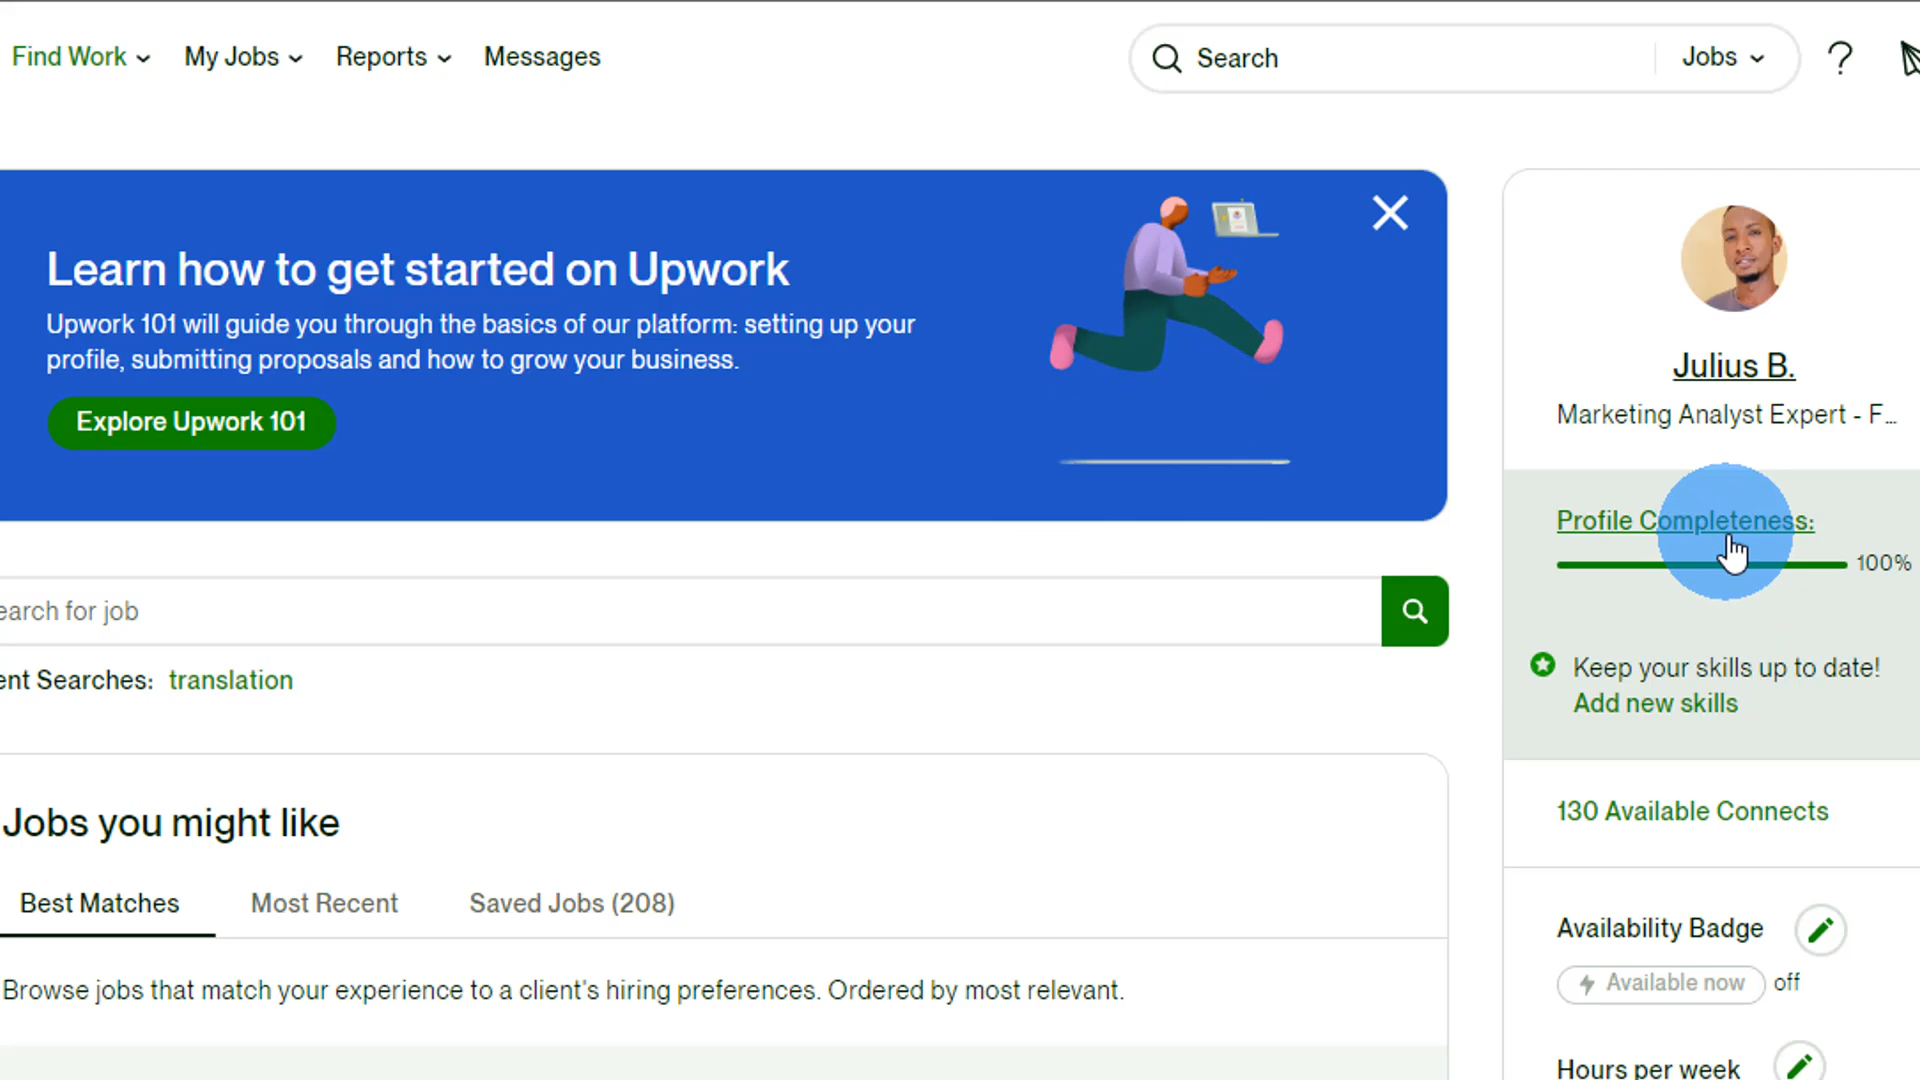 Find Work
My Jobs
Reports
Messages
Search
Jobs
Learn how to get started on Upwork
Upwork 101 will guide you through the basics of our platform: setting up your
profile, submitting proposals and how to grow your business.
Explore Upwork 101
earch for job
ent Searches: translation
Jobs you might like
Best Matches
Most Recent
Saved Jobs (208)
Browse jobs that match your experience to a client's hiring preferences. Ordered by most relevant.
Julius B.
Marketing Analyst Expert - F...
Profile Completeness:
100%
Keep your skills up to date!
Add new skills
130 Available Connects
Availability Badge
Available now off
Hours per week